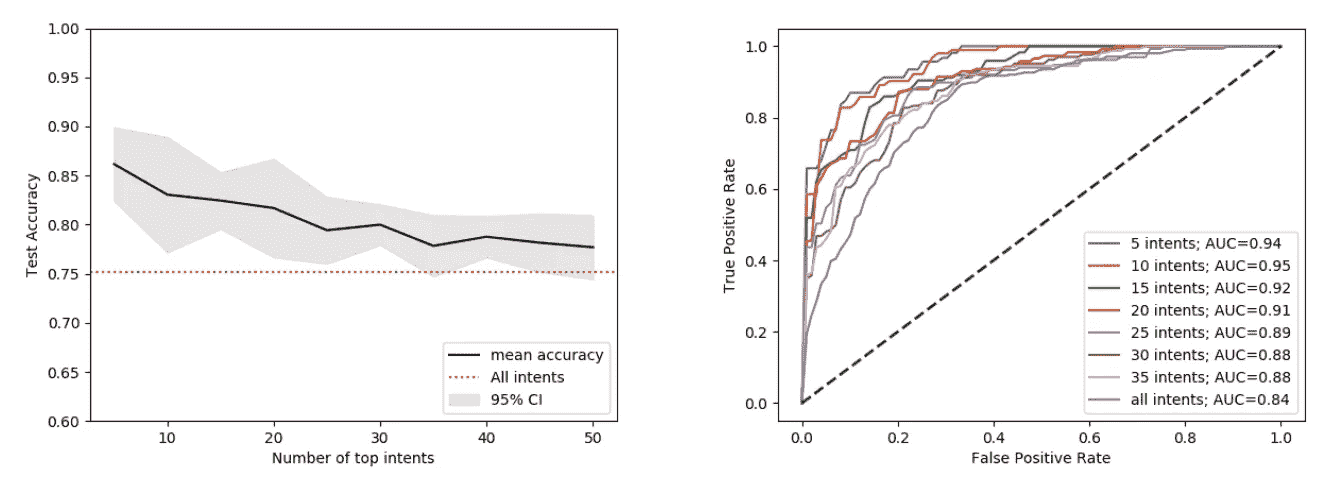 1.00
0.95
0.90
0.85
0.80
0.75
0.70
0.65
0.60
Test Accuracy
mean accuracy
All intents
95% CI
10 20 30 40 50
Number of top intents
1.0
0.8
0.6
0.4
0.2
0.0
True Positive Rate
5 intents; AUC=0.94
10 intents; AUC=0.95
15 intents; AUC=0.92
20 intents; AUC=0.91
25 intents; AUC=0.89
30 intents; AUC=0.88
35 intents; AUC=0.88
all intents; AUC=0.84
0.0 0.2 0.4 0.6 0.8 1.0
False Positive Rate